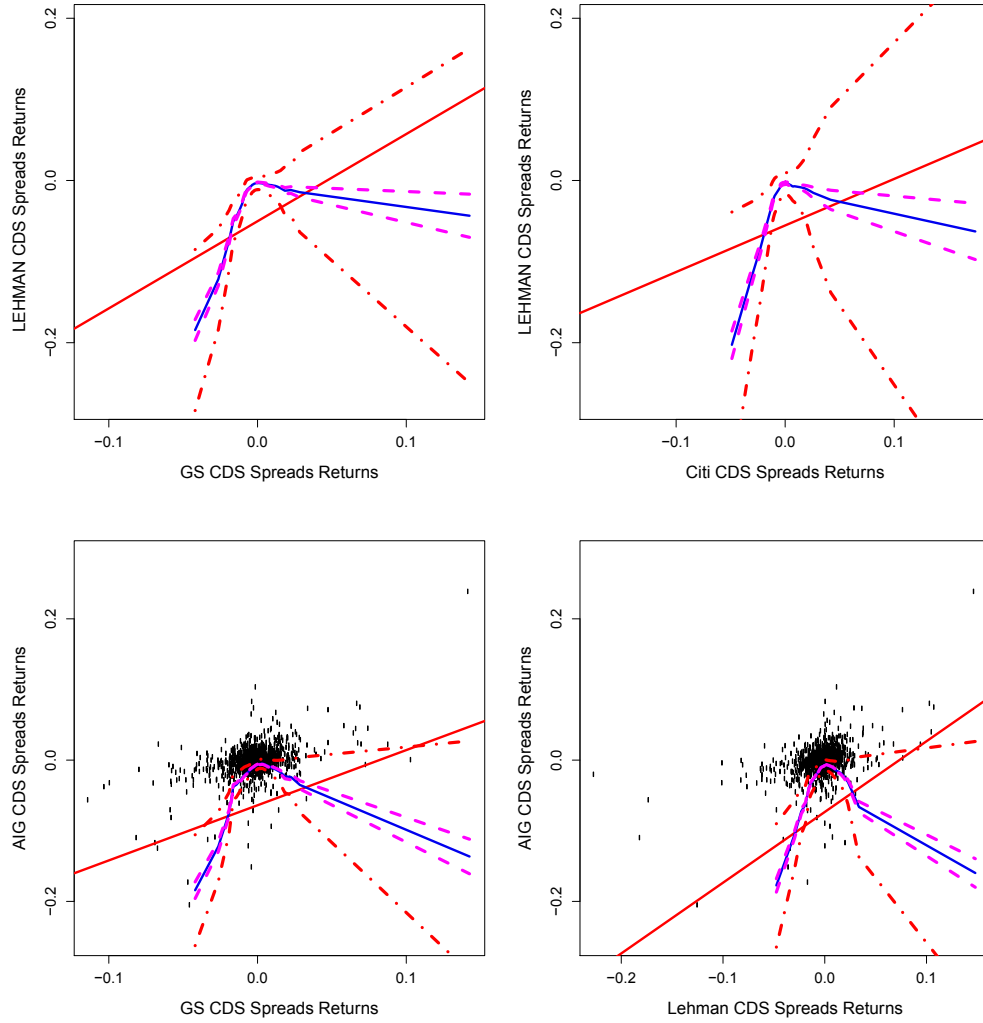 0.2
0.0
−0.2
LEHMAN CDS Spreads Returns
−0.1 0.0 0.1
GS CDS Spreads Returns
0.2
0.0
−0.2
LEHMAN CDS Spreads Returns
−0.1 0.0 0.1
Citi CDS Spreads Returns
0.2
0.0
−0.2
AIG CDS Spreads Returns
−0.1 0.0 0.1
GS CDS Spreads Returns
0.2
0.0
−0.2
AIG CDS Spreads Returns
−0.2 −0.1 0.0 0.1
Lehman CDS Spreads Returns